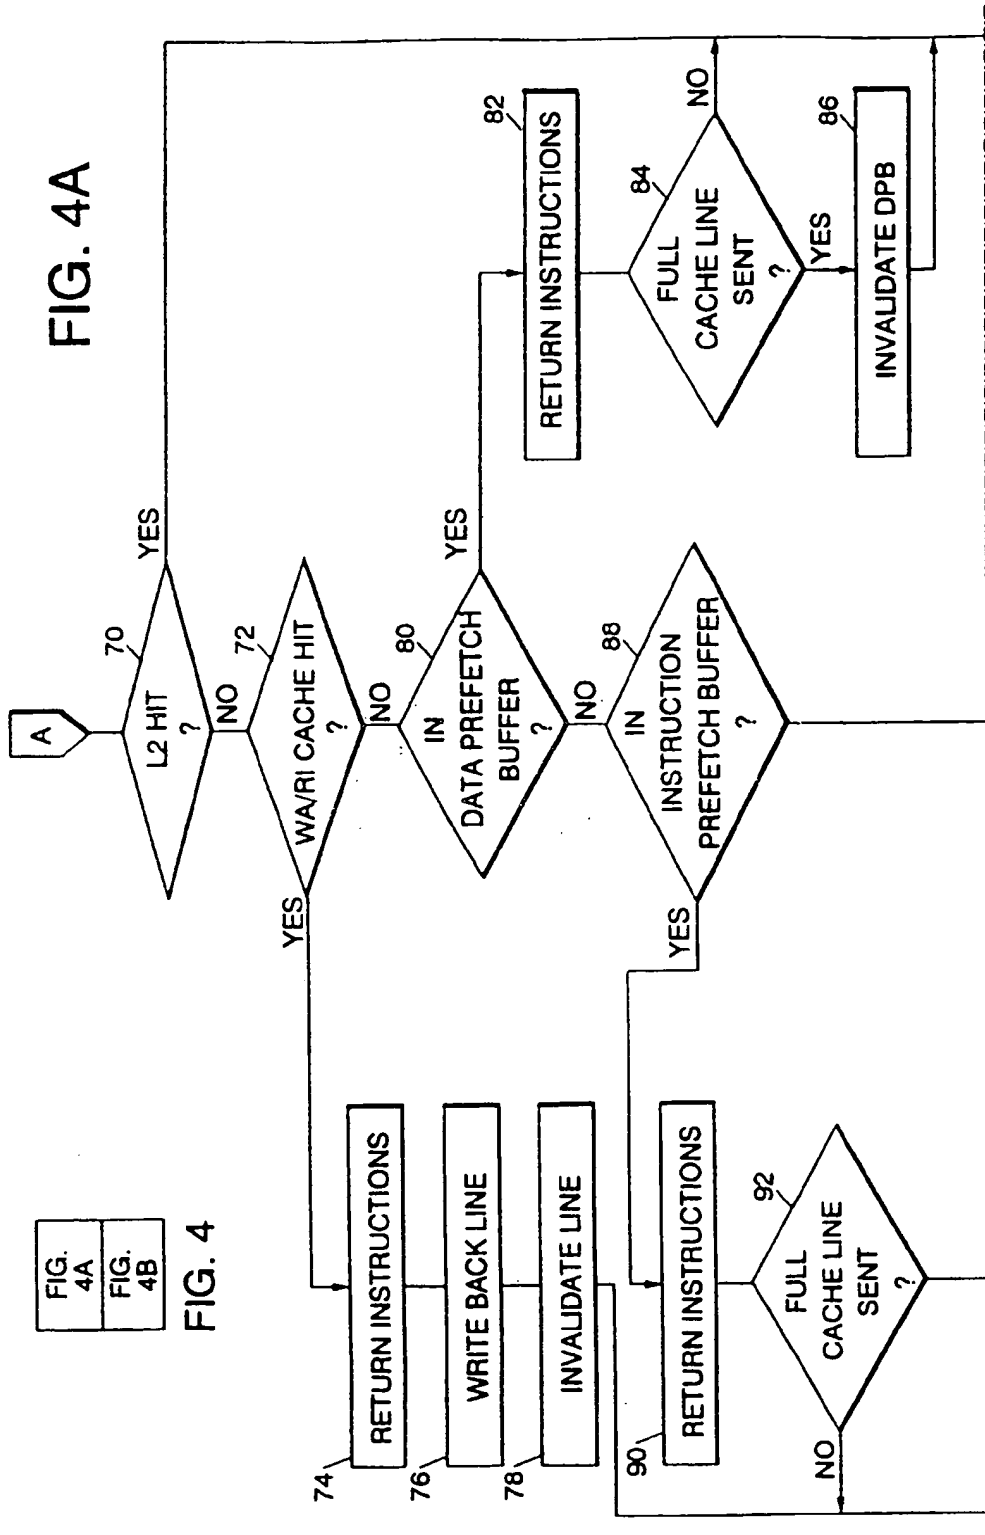 FIG. 4A
FIG.
4A
FIG.
4B
FIG. 4
A
70
L2 HIT
?
YES
NO
72
WA/RI CACHE HIT
?
YES
NO
74
RETURN INSTRUCTIONS
76
WRITE BACK LINE
78
INVALIDATE LINE
80
IN
DATA PREFETCH
BUFFER
?
YES
NO
82
RETURN INSTRUCTIONS
84
FULL
CACHE LINE
SENT
?
NO
YES
86
INVALIDATE DPB
88
IN
INSTRUCTION
PREFETCH BUFFER
?
YES
90
RETURN INSTRUCTIONS
92
FULL
CACHE LINE
SENT
?
NO